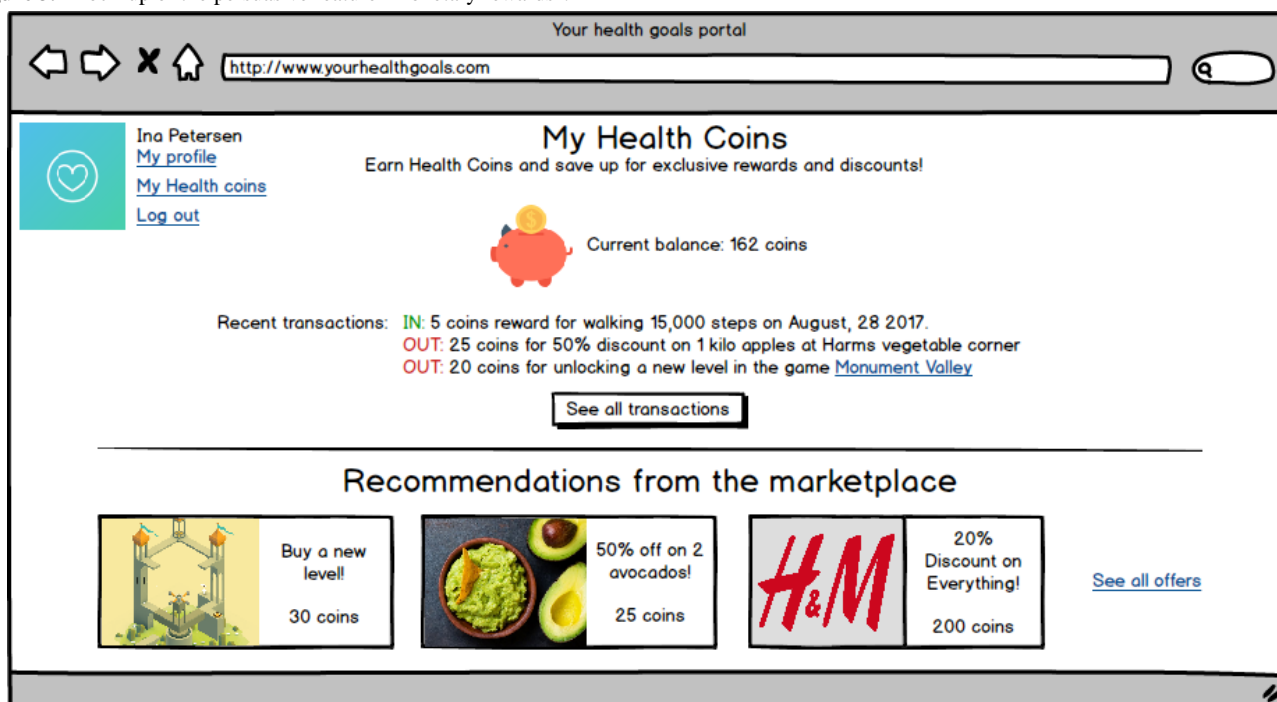 Your health goals portal
http://www.yourhealthgoals.com
Ina Petersen
My profile
My Health coins
Log out
My Health Coins
Earn Health Coins and save up for exclusive rewards and discounts!
Current balance: 162 coins
Recent transactions: IN: 5 coins reward for walking 15,000 steps on August, 28 2017.
OUT: 25 coins for 50% discount on 1 kilo apples at Harms vegetable corner
OUT: 20 coins for unlocking a new level in the game Monument Valley
See all transactions
Recommendations from the marketplace
Buy a new
level!
30 coins
50% off on 2
avocados!
25 coins
H&M
20%
Discount on
Everything!
200 coins
See all offers